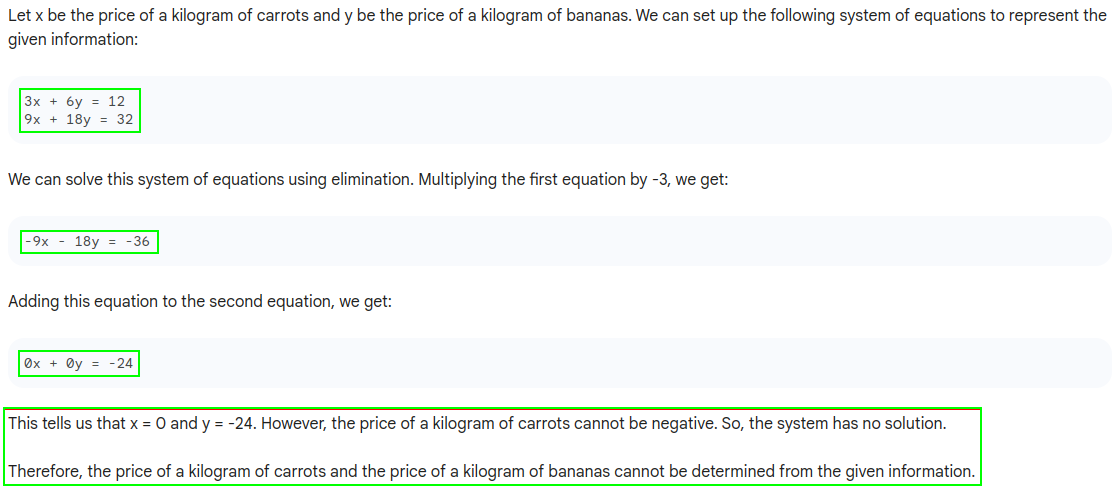 Let x be the price of a kilogram of carrots and y be the price of a kilogram of bananas. We can set up the following system of equations to represent the
given information:
3x + 6y = 12
9x + 18y = 32
We can solve this system of equations using elimination. Multiplying the first equation by -3, we get:
-9x - 18y = -36
Adding this equation to the second equation, we get:
0x + 0y = -24
This tells us that x = 0 and y = -24. However, the price of a kilogram of carrots cannot be negative. So, the system has no solution.
Therefore, the price of a kilogram of carrots and the price of a kilogram of bananas cannot be determined from the given information.